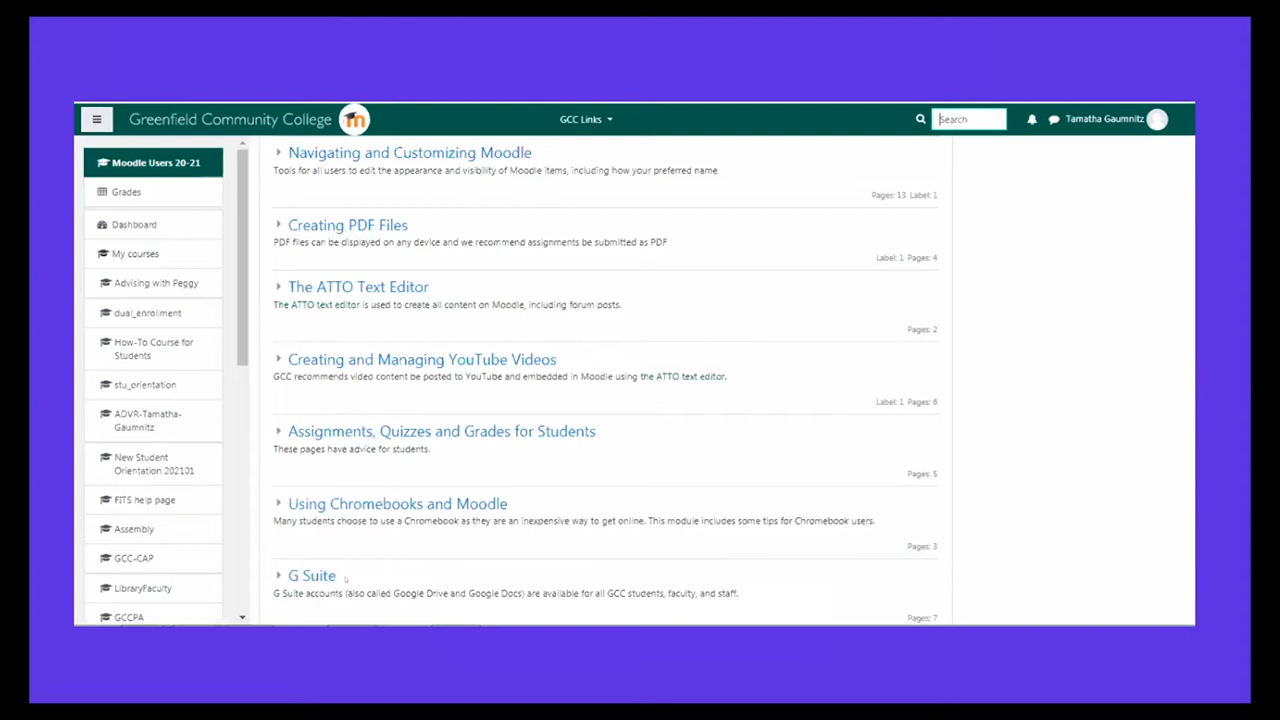 Greenfield Community College
GCC Links
Search
Tamatha Gaumnitz
Moodle Users 20-21
Grades
Dashboard
My courses
Advising with Peggy
dual_enrolment
How-To Course for
Students
stu_orientation
ADVR-Tamatha-
Gaumnitz
New Student
Orientation 202101
FITS help page
Assembly
GCC-CAP
LibraryFaculty
GCCPA
Navigating and Customizing Moodle
Tools for all users to edit the appearance and visibility of Moodle items, including how your preferred name
Pages: 13 Label: 1
Creating PDF Files
PDF files can be displayed on any device and we recommend assignments be submitted as PDF
Label: 1 Pages: 4
The ATTO Text Editor
The ATTO text editor is used to create all content on Moodle, including forum posts.
Pages: 2
Creating and Managing YouTube Videos
GCC recommends video content be posted to YouTube and embedded in Moodle using the ATTO text editor.
Label: 1 Pages: 6
Assignments, Quizzes and Grades for Students
These pages have advice for students.
Pages: 5
Using Chromebooks and Moodle
Many students choose to use a Chromebook as they are an inexpensive way to get online. This module includes some tips for Chromebook users.
Pages: 3
G Suite
G Suite accounts (also called Google Drive and Google Docs) are available for all GCC students, faculty, and staff.
Pages: 7